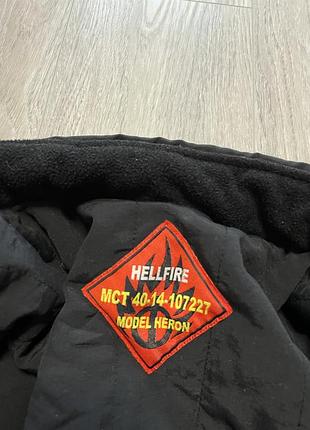 HELLFIRE
MCT 40-14-107227
MODEL HERON